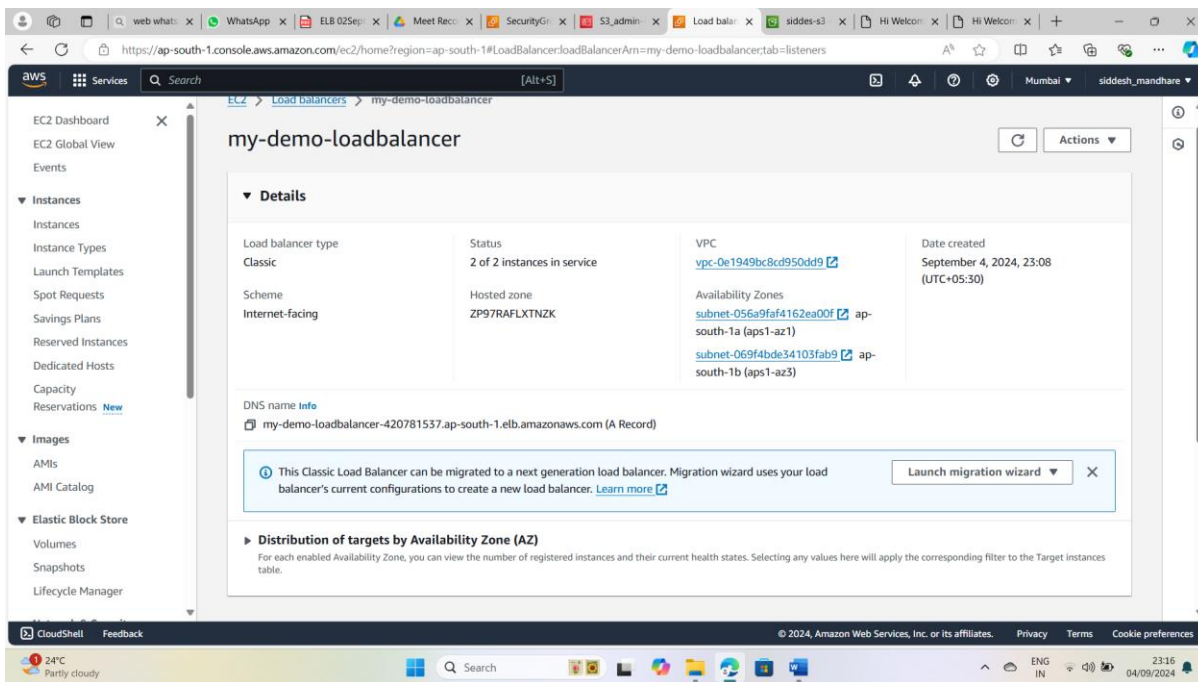 web whats
WhatsApp
ELB 02Sep
Meet Reco
SecurityGr
S3_admin-
Load balan
siddes-s3
Hi Welcom
Hi Welcom
https://ap-south-1.console.aws.amazon.com/ec2/home?region=ap-south-1#LoadBalancer:loadBalancerArn=my-demo-loadbalancer;tab=listeners
aws
Services
Search
[Alt+S]
Mumbai
siddesh_mandhare
EC2 > Load balancers > my-demo-loadbalancer
EC2 Dashboard
EC2 Global View
Events
Instances
Instances
Instance Types
Launch Templates
Spot Requests
Savings Plans
Reserved Instances
Dedicated Hosts
Capacity
Reservations New
Images
AMIs
AMI Catalog
Elastic Block Store
Volumes
Snapshots
Lifecycle Manager
my-demo-loadbalancer
Actions
Details
Load balancer type
Classic
Scheme
Internet-facing
Status
2 of 2 instances in service
Hosted zone
ZP97RAFLXTNZK
VPC
vpc-0e1949bc8cd950dd9
Availability Zones
subnet-056a9faf4162ea00f ap-
south-1a (aps1-az1)
subnet-069f4bde34103fab9 ap-
south-1b (aps1-az3)
Date created
September 4, 2024, 23:08
(UTC+05:30)
DNS name Info
my-demo-loadbalancer-420781537.ap-south-1.elb.amazonaws.com (A Record)
This Classic Load Balancer can be migrated to a next generation load balancer. Migration wizard uses your load
balancer's current configurations to create a new load balancer. Learn more
Launch migration wizard
Distribution of targets by Availability Zone (AZ)
For each enabled Availability Zone, you can view the number of registered instances and their current health states. Selecting any values here will apply the corresponding filter to the Target instances
table.
CloudShell
Feedback
© 2024, Amazon Web Services, Inc. or its affiliates.
Privacy
Terms
Cookie preferences
1
24°C
Partly cloudy
Search
ENG
IN
23:16
04/09/2024